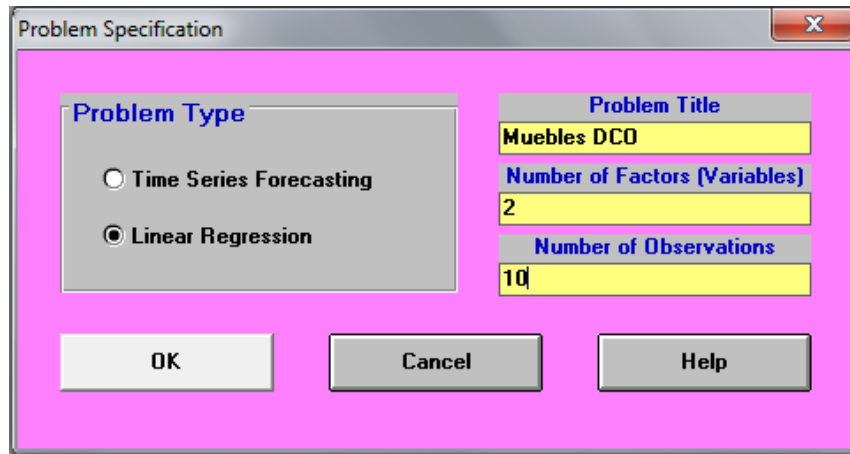 Problem Specification
Problem Type
Time Series Forecasting
Linear Regression
Problem Title
Muebles DCO
Number of Factors (Variables)
2
Number of Observations
10
OK
Cancel
Help